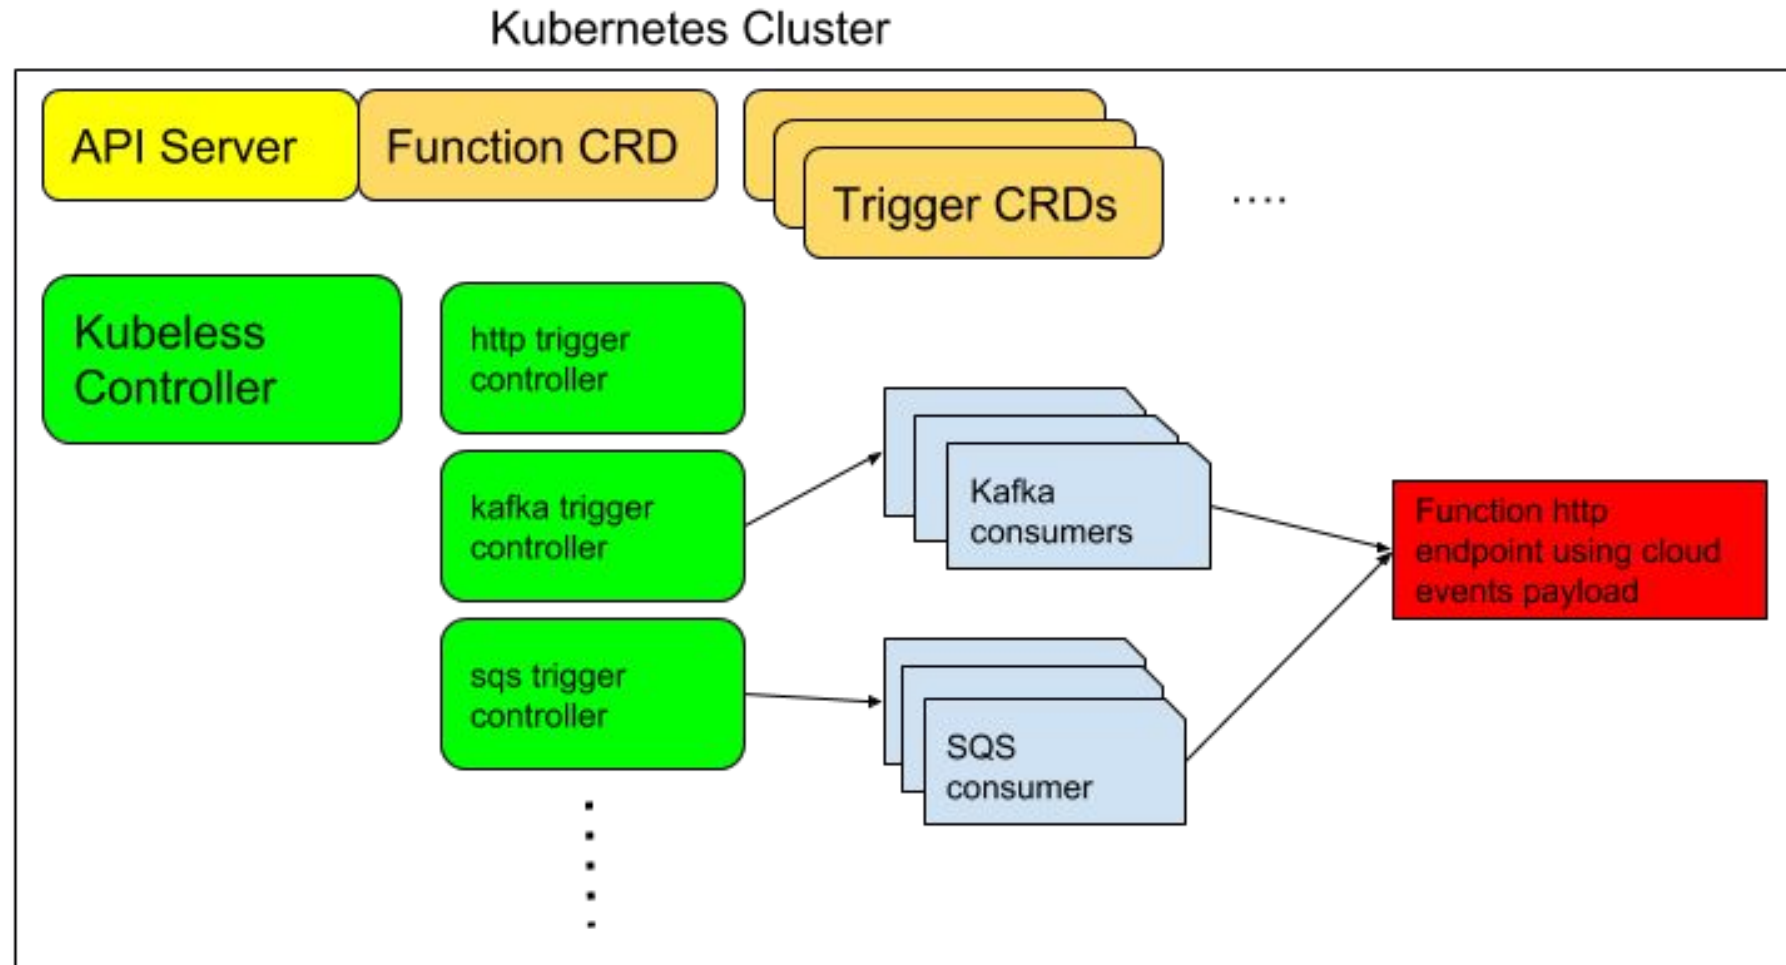 Kubernetes Cluster
API Server
Function CRD
Trigger CRDs
....
Kubeless
Controller
http trigger
controller
kafka trigger
controller
Kafka
consumers
Function http
endpoint using cloud
events payload
sqs trigger
controller
SQS
consumer